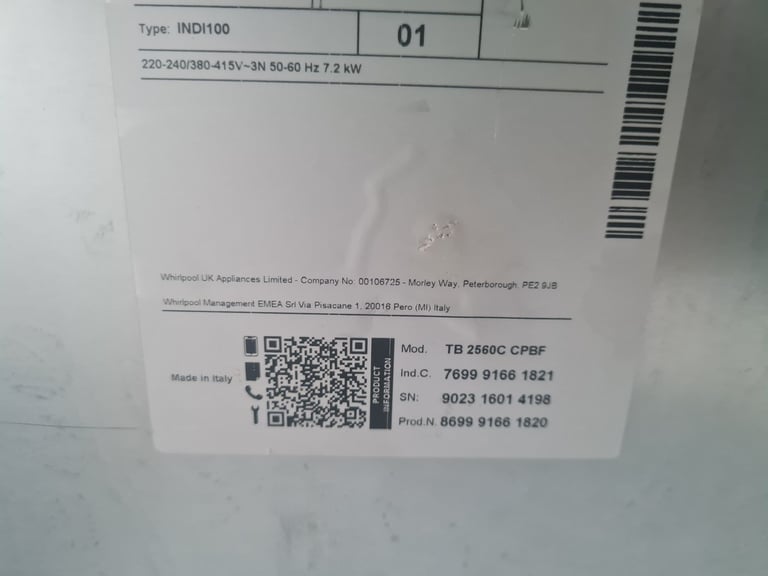 Type: INDI100
01
220-240/380-415V~3N 50-60 Hz 7.2 kW
Whirlpool UK Appliances Limited - Company No: 00106725 - Morley Way, Peterborough, PE2 9JB
Whirlpool Management EMEA Srl Via Pisacane 1, 20016 Pero (MI) Italy
Made in Italy
PRODUCT
INFORMATION
Mod. TB 2560C CPBF
Ind.C. 7699 9166 1821
SN: 9023 1601 4198
Prod.N. 8699 9166 1820